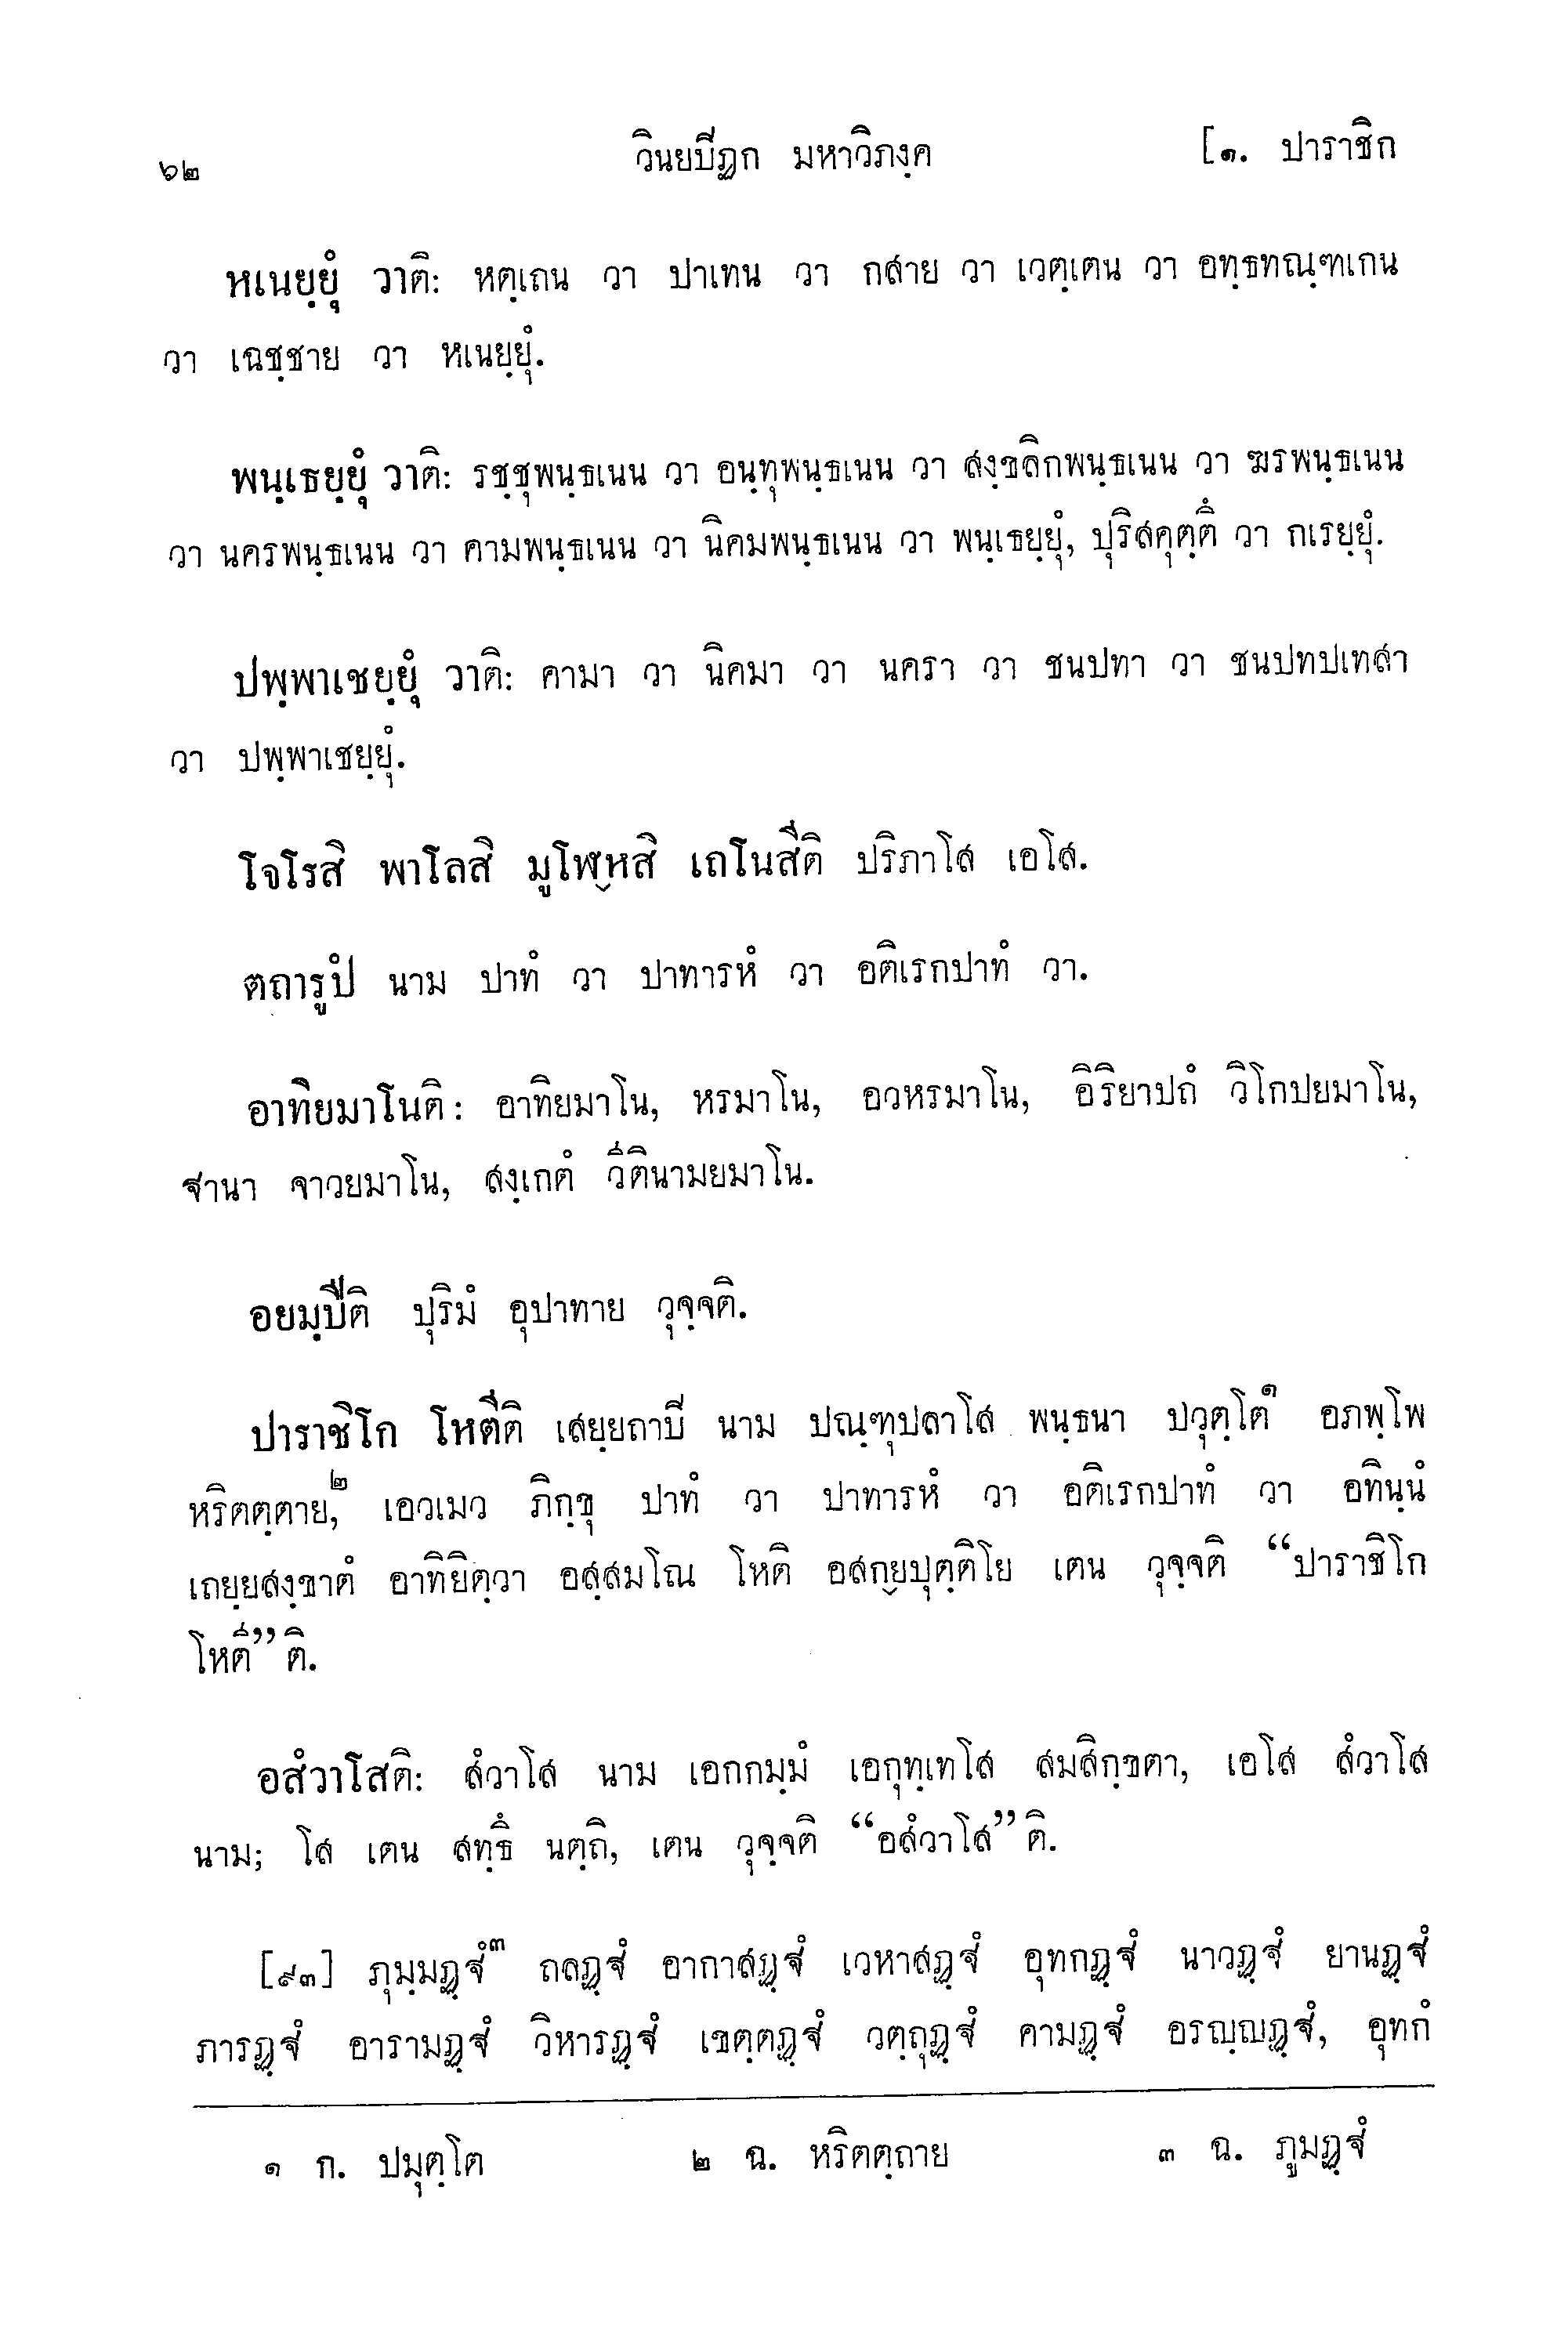 ๖๒ วินยปีฏก มหาวิภงฺค [๑. ปาราชิก
หเนยฺยุํ วาติ: หตฺเถน วา ปาเทน วา กสาย วา เวตฺเตน วา อทฺธทณฺฑเกน
วา เฉชฺชาย วา หเนยฺยุํ.
พนฺเธยฺยุํ วาติ: รชฺชุพนฺธเนน วา อนฺทุพนฺธเนน วา สงฺขลิกพนฺธเนน วา ฆรพนฺธเนน
วา นครพนฺธเนน วา คามพนฺธเนน วา นิคมพนฺธเนน วา พนฺเธยฺยุํ, ปุริสคุตฺตึ วา กเรยฺยุํ.
ปพฺพาเชยฺยุํ วาติ: คามา วา นิคมา วา นครา วา ชนปทา วา ชนปทปเทสา
วา ปพฺพาเชยฺยุํ.
โจโรสิ พาโลสิ มูโฬฺหสิ เถโนสีติ ปริภาโส เอโส.
ตถารูปํ นาม ปาทํ วา ปาทารหํ วา อติเรกปาทํ วา.
อาทิยมาโนติ: อาทิยมาโน, หรมาโน, อวหรมาโน, อิริยาปถํ วิโกปยมาโน,
ฐานา จาวยมาโน, สงฺเกตํ วีตินามยมาโน.
อยมฺปีติ ปุริมํ อุปาทาย วุจฺจติ.
ปาราชิโก โหตีติ เสยฺยถาปี นาม ปณฺฑุปลาโส พนฺธนา ปวุตฺโต๑ อภพฺโพ
หริตตฺตาย,๒ เอวเมว ภิกฺขุ ปาทํ วา ปาทารหํ วา อติเรกปาทํ วา อทินฺนํ
เถยฺยสงฺขาตํ อาทิยิตฺวา อสฺสมโณ โหติ อสกฺยปุตฺติโย เตน วุจฺจติ “ปาราชิโก
โหตี” ติ.
อสํวาโสติ: สํวาโส นาม เอกกมฺมํ เอกุทฺเทโส สมสิกฺขตา, เอโส สํวาโส
นาม; โส เตน สทฺธึ นตฺถิ, เตน วุจฺจติ “อสํวาโส” ติ.
[๙๓] ภุมฺมฏฺฐํ๓ ถลฏฺฐํ อากาสฏฺฐํ เวหาสฏฺฐํ อุทกฏฺฐํ นาวฏฺฐํ ยานฏฺฐํ
ภารฏฺฐํ อารามฏฺฐํ วิหารฏฺฐํ เขตฺตฏฺฐํ วตฺถุฏฺฐํ คามฏฺฐํ อรญฺญฏฺฐํ, อุทกํ
๑ ก. ปมุตฺโต ๒ ฉ. หริตตฺถาย ๓ ฉ. ภูมฏฺฐํ